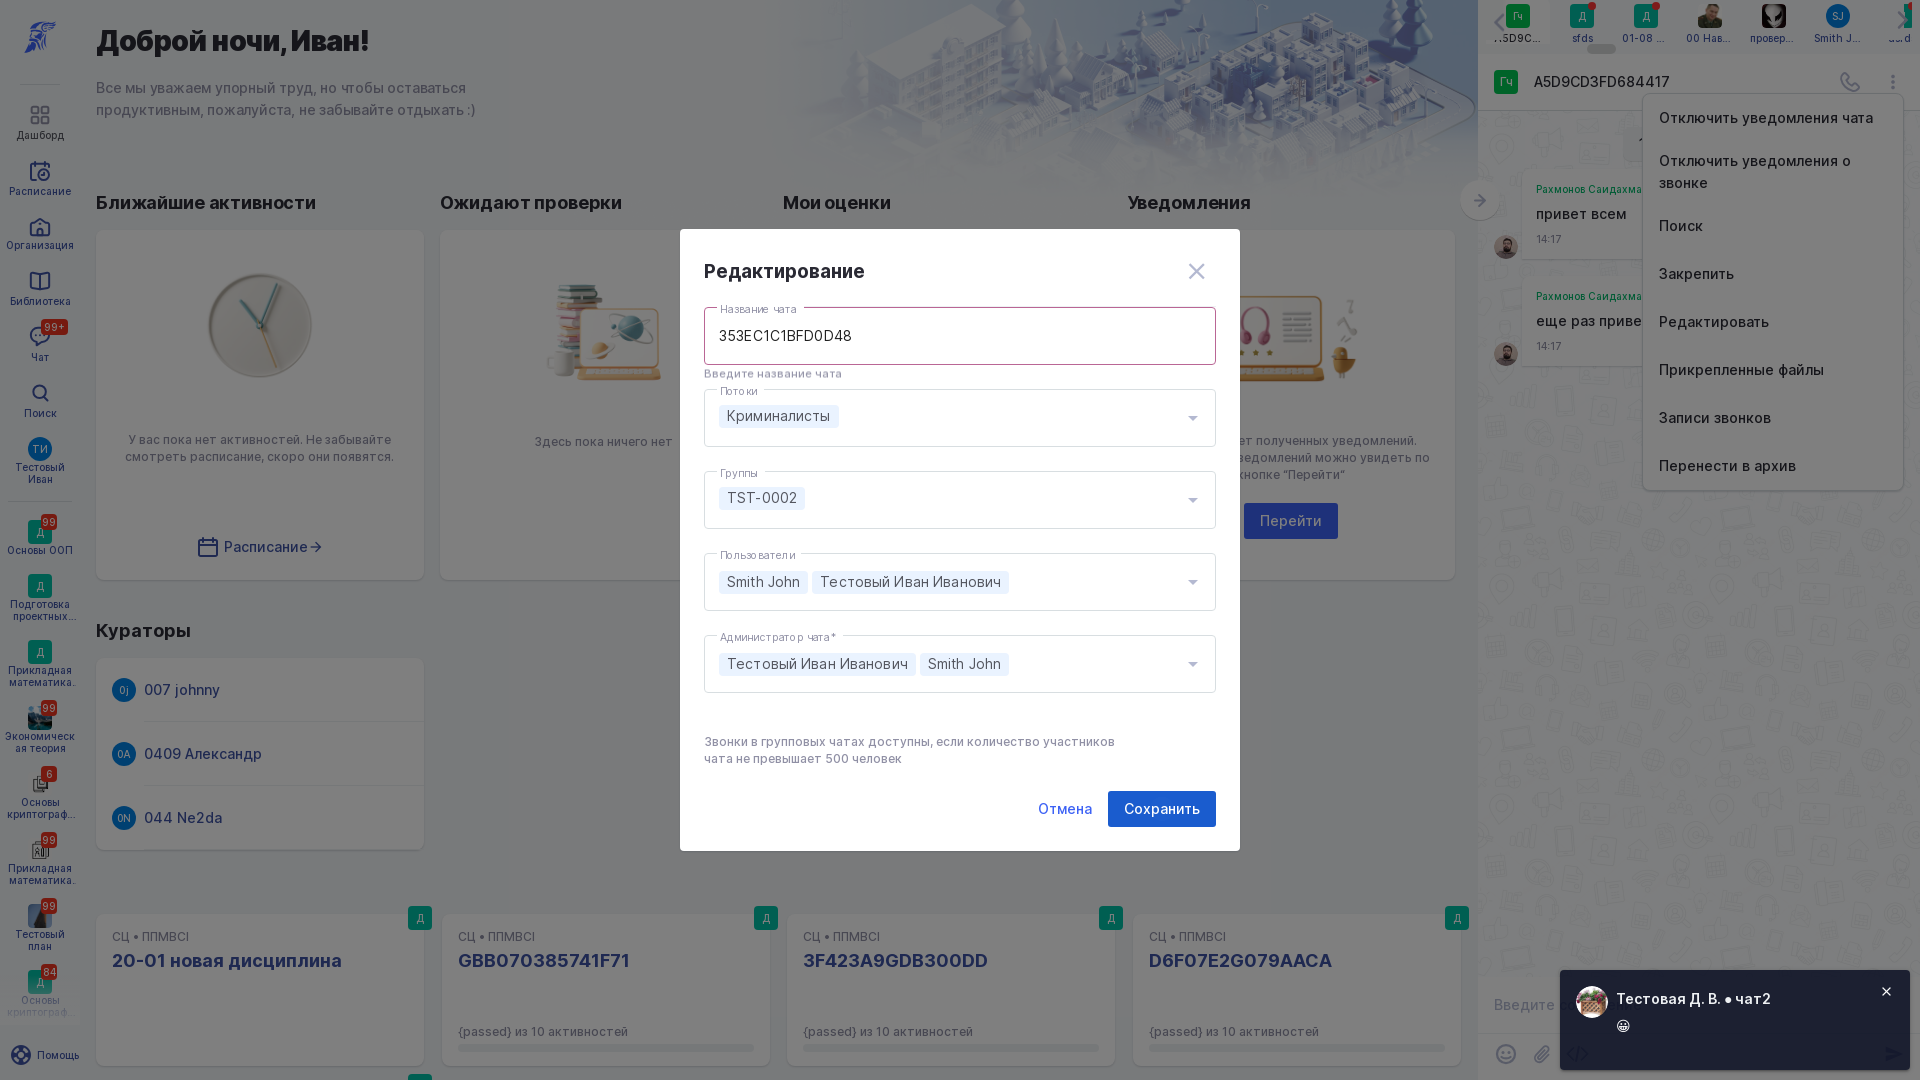 Доброй ночи, Иван!
Все мы уважаем упорный труд, но чтобы оставаться
продуктивным, пожалуйста, не забывайте отдыхать :)
Дашборд
Расписание
Организация
Библиотека
99+
Чат
Поиск
ТИ
Тестовый
Иван
99
Д
Основы ООП
Д
Подготовка
проектных...
Д
Прикладная
математика.
99
Экономическ
ая теория
6
Основы
криптограф...
99
Прикладная
математика.
99
Тестовый
план
84
Д
Основы
криптограф...
Помощь
Ближайшие активности
У вас пока нет активностей. Не забывайте
смотреть расписание, скоро они появятся.
Расписание
Ожидают проверки
Здесь пока ничего нет
Мои оценки
Уведомления
ет полученных уведомлений.
ведомлений можно увидеть по
кнопке “Перейти“
Перейти
Кураторы
0j
007 johnny
0А
0409 Александр
0N
044 Ne2da
Д
СЦ • ППМВСІ
20-01 новая дисциплина
Д
СЦ • ППМВСІ
GBB070385741F71
{passed} из 10 активностей
Д
СЦ • ППМВСІ
3F423A9GDB300DD
{passed} из 10 активностей
Д
СЦ • ППМВСІ
D6F07E2G079AACA
{passed} из 10 активностей
Редактирование
Название чата
353EC1C1BFD0D48
Введите название чата
Потоки
Криминалисты
Группы
TST-0002
Пользователи
Smith John
Тестовый Иван Иванович
Администратор чата*
Тестовый Иван Иванович
Smith John
Звонки в групповых чатах доступны, если количество участников
чата не превышает 500 человек
Отмена
Сохранить
Гч
Д
sfds
Д
01-08 ...
00 Нав...
провер...
SJ
Smith J...
Гч
A5D9CD3FD684417
Отключить уведомления чата
Отключить уведомления о
звонке
Поиск
Закрепить
Редактировать
Прикрепленные файлы
Записи звонков
Перенести в архив
Рахмонов Саидахма
привет всем
14:17
Рахмонов Саидахма
еще раз приве
14:17
Введите
Тестовая Д. В. ● чат2
😀